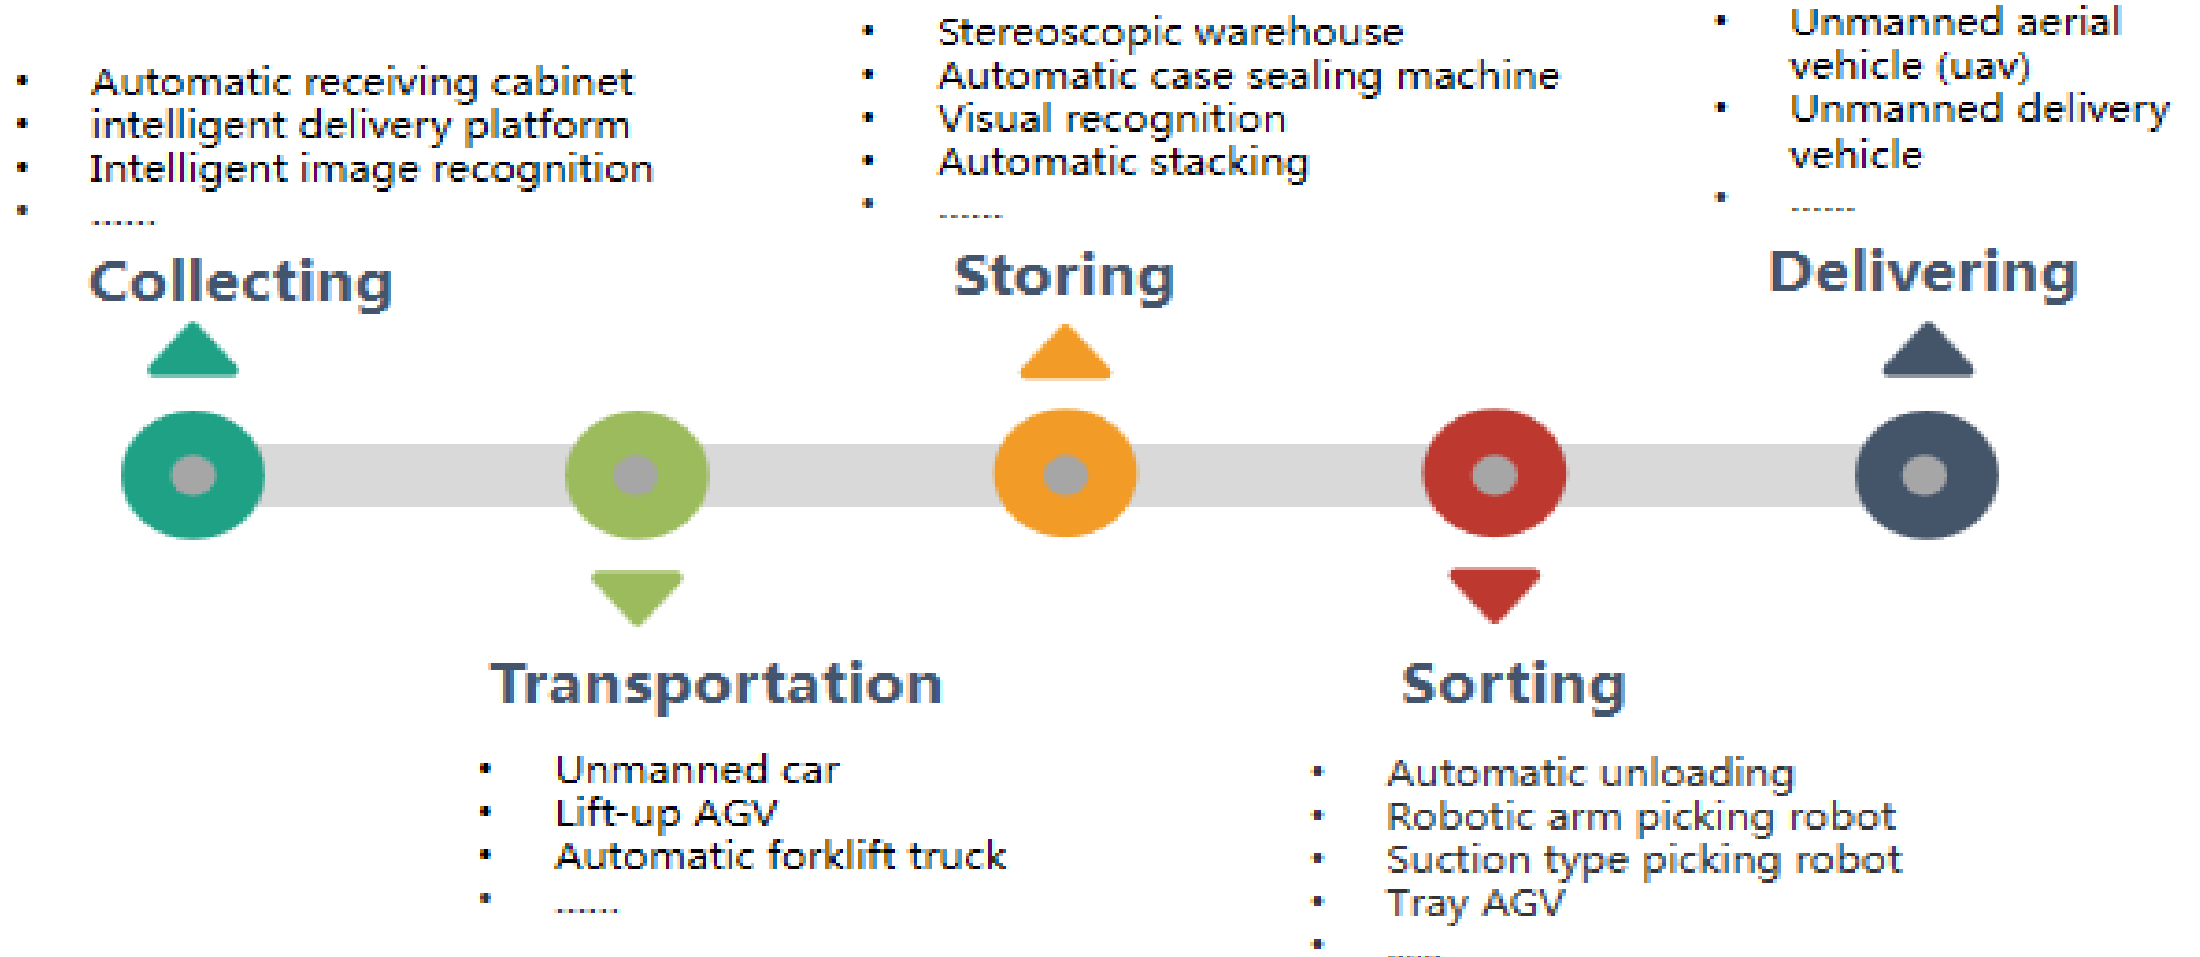 • Automatic receiving cabinet
• intelligent delivery platform
• Intelligent image recognition
• ......
Collecting
• Stereoscopic warehouse
• Automatic case sealing machine
• Visual recognition
• Automatic stacking
• ......
Storing
• Unmanned aerial
vehicle (uav)
• Unmanned delivery
vehicle
• ......
Delivering
Transportation
• Unmanned car
• Lift-up AGV
• Automatic forklift truck
• ......
Sorting
• Automatic unloading
• Robotic arm picking robot
• Suction type picking robot
• Tray AGV
• ......